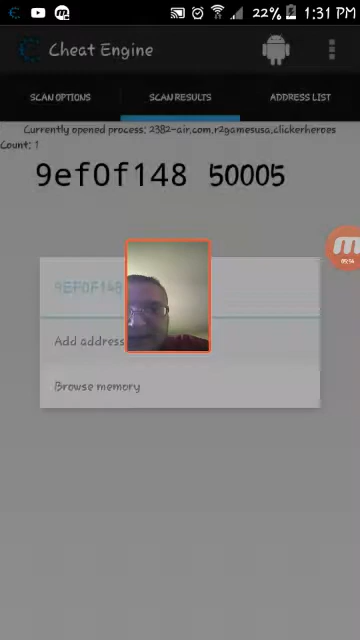 22% 1:31 PM
Cheat Engine
SCAN OPTIONS SCAN RESULTS ADDRESS LIST
Currently opened process: 2382-air.com.r2gamesusa.clickerheroes
Count: 1
9ef0f148 50005
9EF0F148
Add address
Browse memory